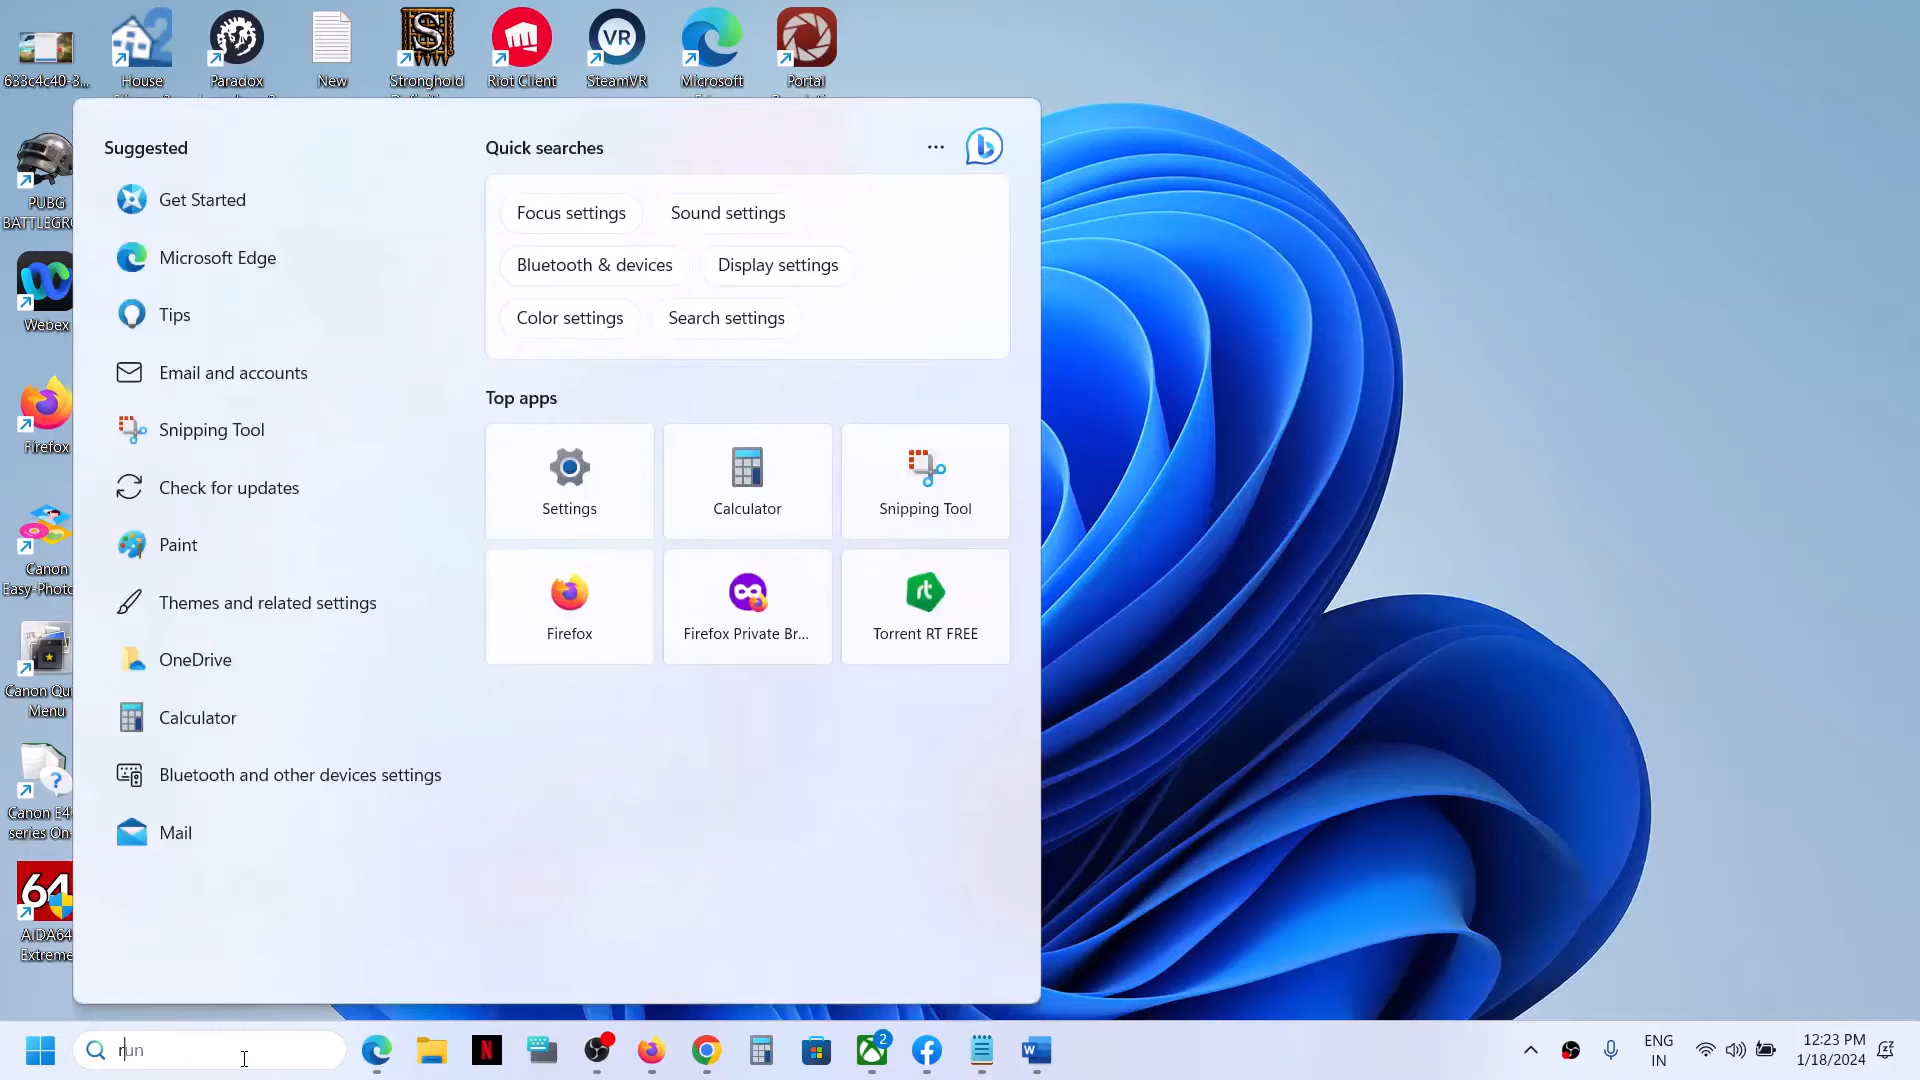 633c4c40-3...
House
Paradox
New
Stronghold
Riot Client
SteamVR
Microsoft
Portal
PUBG
BATTLEGR
Webex
Firefox
Canon
Easy-Photo
Canon Qu
Menu
Canon E4
series On-
AIDA64
Extreme
Suggested
Get Started
Microsoft Edge
Tips
Email and accounts
Snipping Tool
Check for updates
Paint
Themes and related settings
OneDrive
Calculator
Bluetooth and other devices settings
Mail
Quick searches
Focus settings
Sound settings
Bluetooth & devices
Display settings
Color settings
Search settings
Top apps
Settings
Calculator
Snipping Tool
Firefox
Firefox Private Br...
Torrent RT FREE
run
2
ENG
IN
12:23 PM
1/18/2024